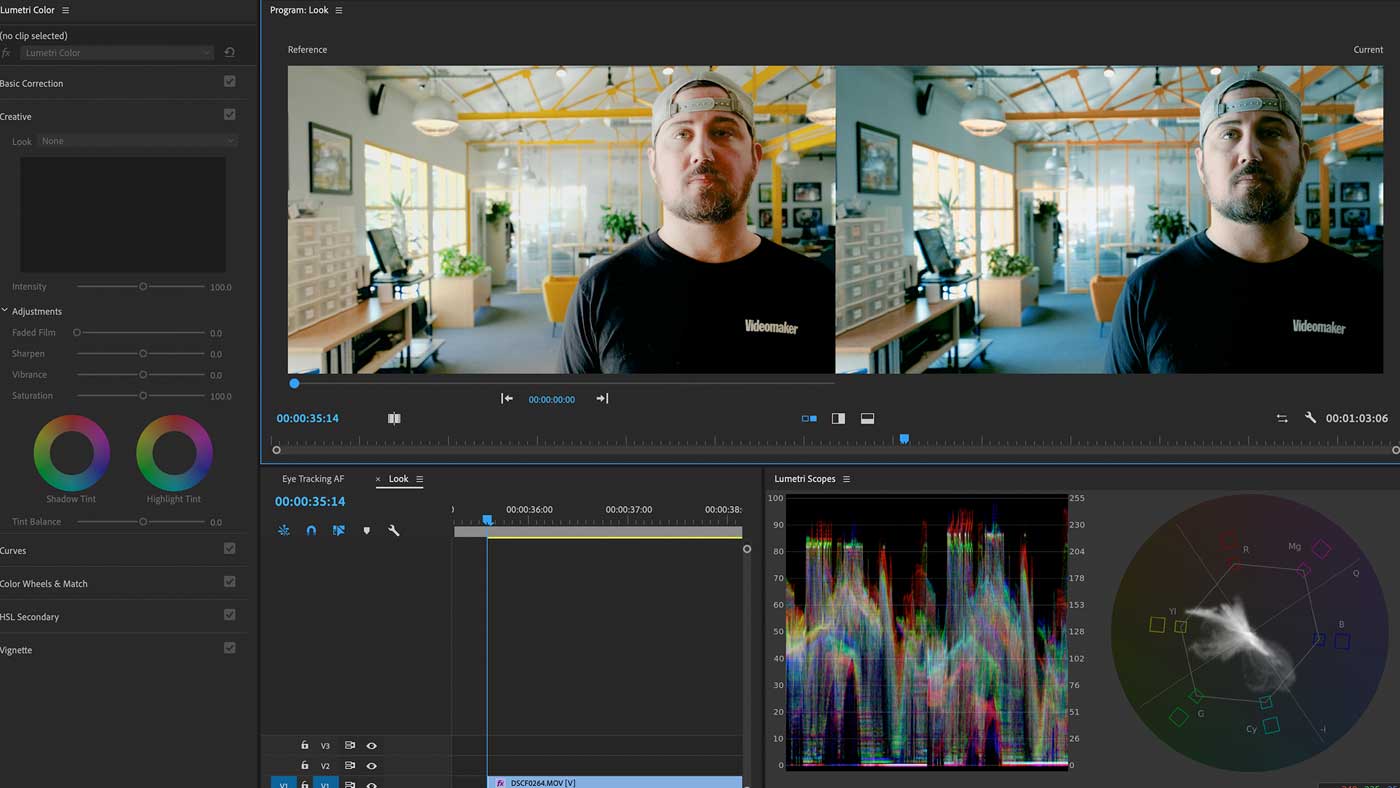 Lumetri Color
(no clip selected)
fx Lumetri Color
Basic Correction
Creative
Look None
Intensity 100.0
Adjustments
Faded Film 0.0
Sharpen 0.0
Vibrance 0.0
Saturation 100.0
Shadow Tint Highlight Tint
Tint Balance 0.0
Curves
Color Wheels & Match
HSL Secondary
Vignette
Program: Look
Reference Current
Videomaker Videomaker
00:00:00:00
00:00:35:14 00:01:03:06
Eye Tracking AF × Look
00:00:35:14
00:00:36:00 00:00:37:00 00:00:38:
V3
V2
V1 V1 fx DSCF0264.MOV [V]
Lumetri Scopes
100 255
90 230
80 204
70 178
60 153
50 128
40 102
30 76
20 51
10 26
0 0
R Mg
Q
Yl B
G
Cy -i